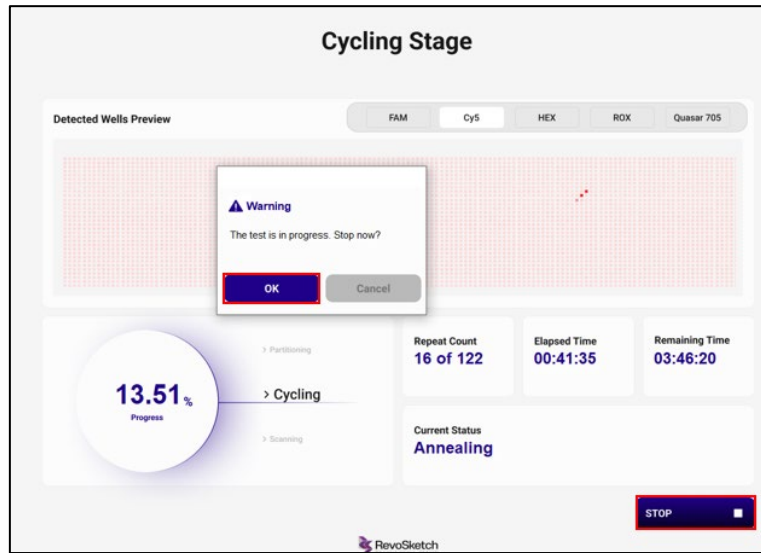 Cycling Stage
Detected Wells Preview
FAM
Cy5
HEX
ROX
Quasar 705
Warning
The test is in progress. Stop now?
OK
Cancel
13.51 %
Progress
> Partitioning
> Cycling
> Scanning
Repeat Count
16 of 122
Elapsed Time
00:41:35
Remaining Time
03:46:20
Current Status
Annealing
STOP
RevoSketch